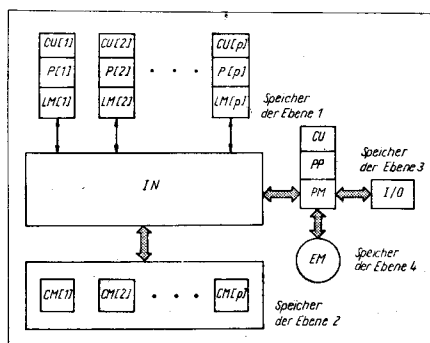 CU[1] CU[2] CU[p]
P[1] P[2] • • • P[p]
LM[1] LM[2] LM[p]
Speicher
der Ebene 1
CU
PP
PM
Speicher
der Ebene 3
I/O
IN
EM
Speicher
der Ebene 4
CM[1] CM[2] • • • CM[p]
Speicher
der Ebene 2